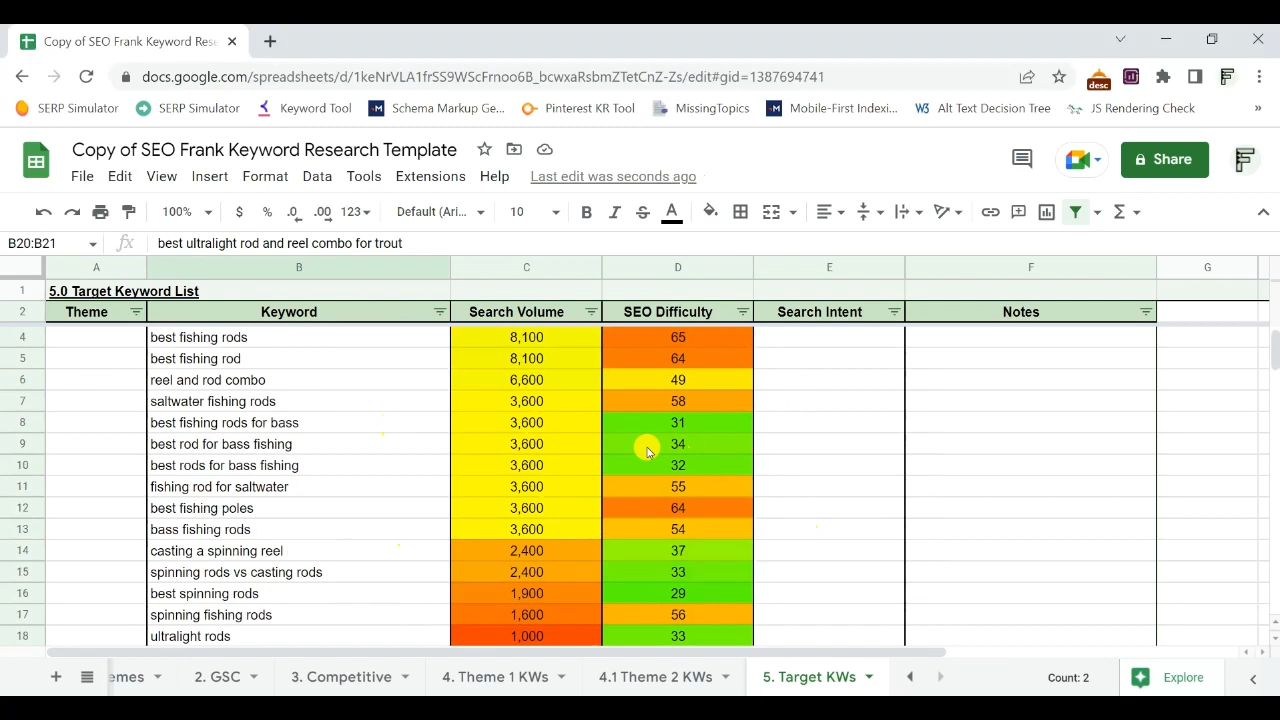 Copy of SEO Frank Keyword Rese
docs.google.com/spreadsheets/d/1keNrVLA1frSS9WScFrnoo6B_bcwxaRsbmZTetCnZ-Zs/edit#gid=1387694741
desc
SERP Simulator SERP Simulator Keyword Tool Schema Markup Ge... Pinterest KR Tool MissingTopics Mobile-First Indexi... Alt Text Decision Tree JS Rendering Check »
Copy of SEO Frank Keyword Research Template
Share
File Edit View Insert Format Data Tools Extensions Help Last edit was seconds ago
100% $ % .0 .00 123 Default (Ari... 10 B I S A Σ
B20:B21 fx best ultralight rod and reel combo for trout
A B C D E F G
1 5.0 Target Keyword List
2 Theme Keyword Search Volume SEO Difficulty Search Intent Notes
4 best fishing rods 8,100 65
5 best fishing rod 8,100 64
6 reel and rod combo 6,600 49
7 saltwater fishing rods 3,600 58
8 best fishing rods for bass 3,600 31
9 best rod for bass fishing 3,600 34
10 best rods for bass fishing 3,600 32
11 fishing rod for saltwater 3,600 55
12 best fishing poles 3,600 64
13 bass fishing rods 3,600 54
14 casting a spinning reel 2,400 37
15 spinning rods vs casting rods 2,400 33
16 best spinning rods 1,900 29
17 spinning fishing rods 1,600 56
18 ultralight rods 1,000 33
emes 2. GSC 3. Competitive 4. Theme 1 KWs 4.1 Theme 2 KWs 5. Target KWs Count: 2 Explore